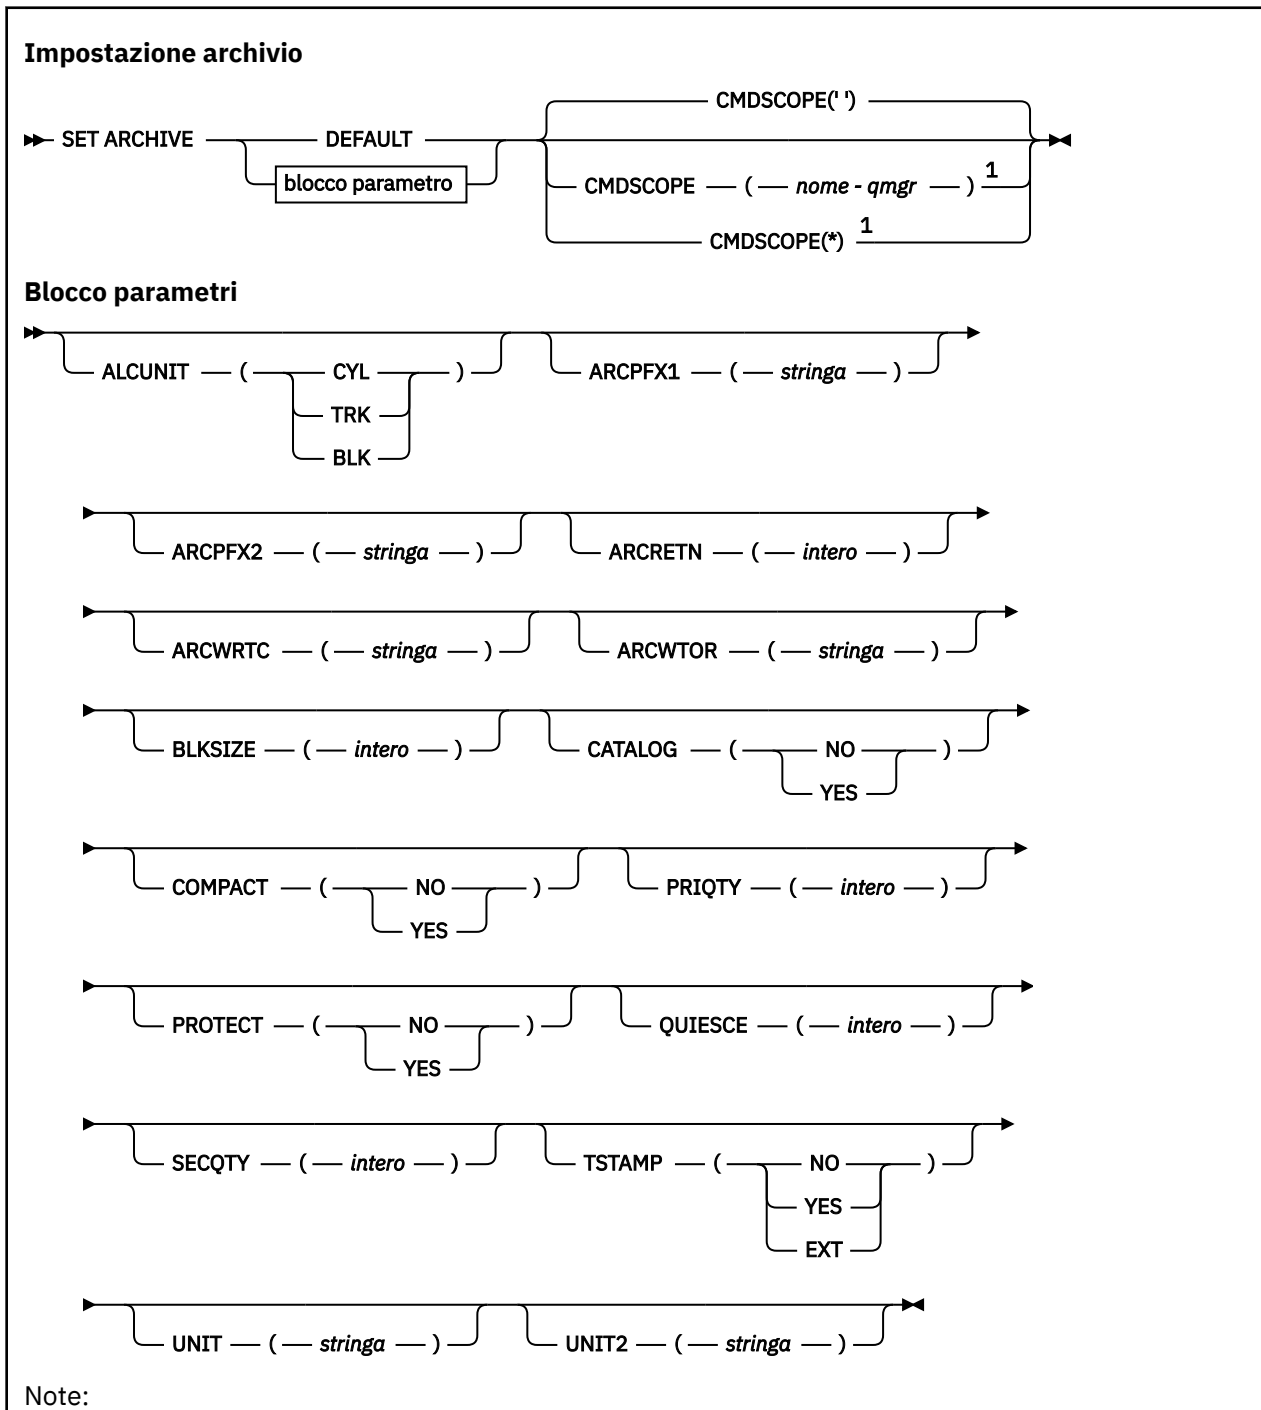 Impostazione archivio
CMDSCOPE(' ')
SET ARCHIVE DEFAULT
blocco parametro
CMDSCOPE ( nome - qmgr ) 1
CMDSCOPE(*) 1
Blocco parametri
ALCUNIT ( CYL ) ARCPFX1 ( stringa )
TRK
BLK
ARCPFX2 ( stringa ) ARCRETN ( intero )
ARCWRTC ( stringa ) ARCWTOR ( stringa )
BLKSIZE ( intero ) CATALOG ( NO )
YES
COMPACT ( NO ) PRIQTY ( intero )
YES
PROTECT ( NO ) QUIESCE ( intero )
YES
SECQTY ( intero ) TSTAMP ( NO )
YES
EXT
UNIT ( stringa ) UNIT2 ( stringa )
Note: